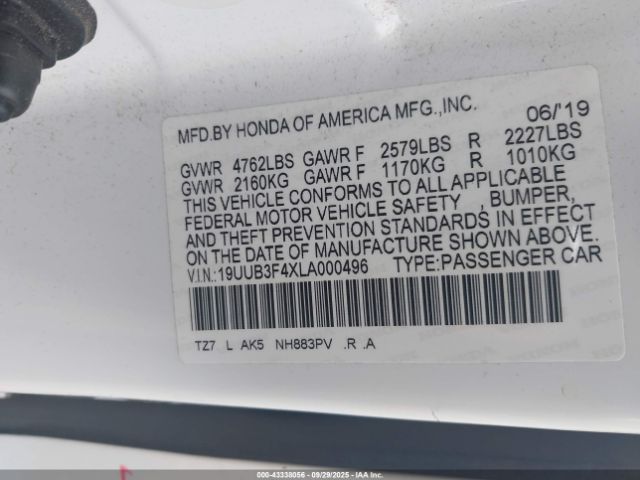 MFD.BY HONDA OF AMERICA MFG.,INC. 06/'19
GVWR 4762LBS GAWR F 2579LBS R 2227LBS
GVWR 2160KG GAWR F 1170KG R 1010KG
THIS VEHICLE CONFORMS TO ALL APPLICABLE
FEDERAL MOTOR VEHICLE SAFETY , BUMPER,
AND THEFT PREVENTION STANDARDS IN EFFECT
ON THE DATE OF MANUFACTURE SHOWN ABOVE.
V.I.N.: 19UUB3F4XLA000496 TYPE:PASSENGER CAR
TZ7 L AK5 NH883PV .R .A
000-43338056 - 09/29/2025 - IAAI.COM